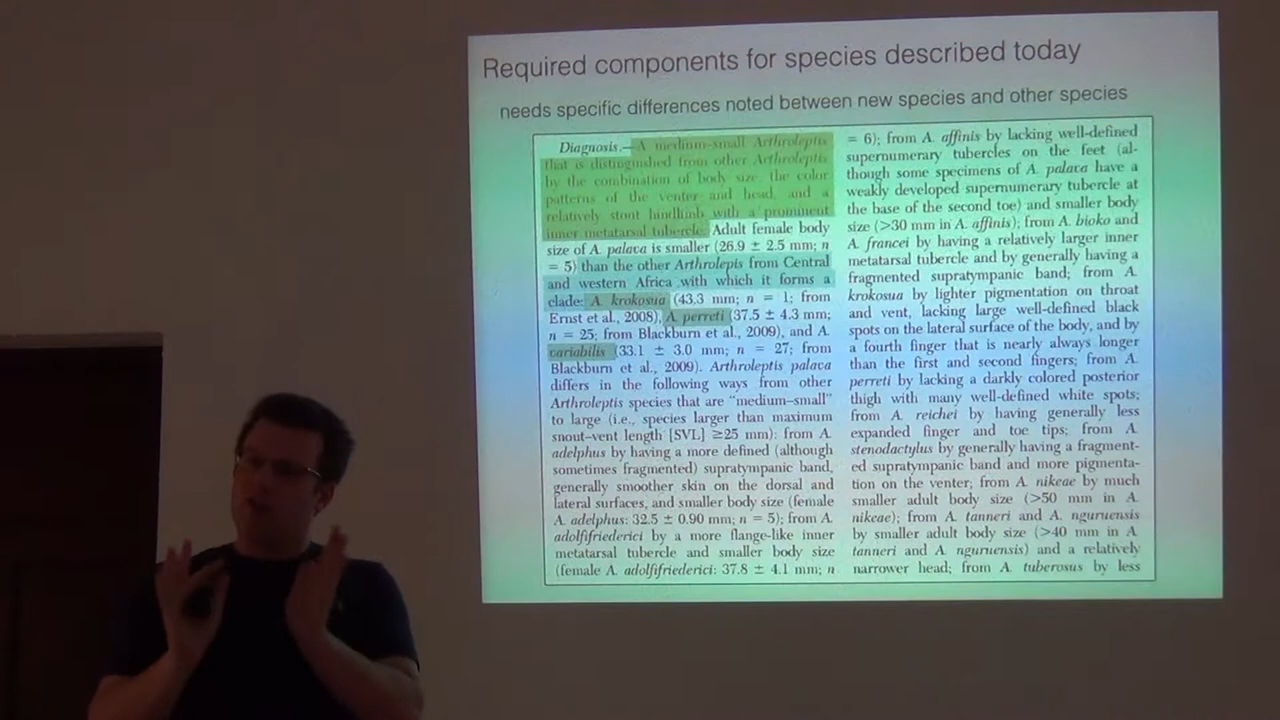 Required components for species described today
needs specific differences noted between new species and other species
Diagnosis.—A medium-small Arthroleptis
that is distinguished from other Arthroleptis
by the combination of body size, the color
patterns of the venter and head, and a
relatively stout hindlimb with a prominent
inner metatarsal tubercle. Adult female body
size of A. palava is smaller (26.9 ± 2.5 mm; n
= 5) than the other Arthrolepis from Central
and western Africa with which it forms a
clade: A. krokosua (43.3 mm; n = 1; from
Ernst et al., 2008), A. perreti (37.5 ± 4.3 mm;
n = 25; from Blackburn et al., 2009), and A.
variabilis (33.1 ± 3.0 mm; n = 27; from
Blackburn et al., 2009). Arthroleptis palava
differs in the following ways from other
Arthroleptis species that are “medium–small”
to large (i.e., species larger than maximum
snout–vent length [SVL] ≥25 mm): from A.
adelphus by having a more defined (although
sometimes fragmented) supratympanic band,
generally smoother skin on the dorsal and
lateral surfaces, and smaller body size (female
A. adelphus: 32.5 ± 0.90 mm; n = 5); from A.
adolfifriederici by a more flange-like inner
metatarsal tubercle and smaller body size
(female A. adolfifriederici: 37.8 ± 4.1 mm; n
= 6); from A. affinis by lacking well-defined
supernumerary tubercles on the feet (al-
though some specimens of A. palava have a
weakly developed supernumerary tubercle at
the base of the second toe) and smaller body
size (>30 mm in A. affinis); from A. bioko and
A. francei by having a relatively larger inner
metatarsal tubercle and by generally having a
fragmented supratympanic band; from A.
krokosua by lighter pigmentation on throat
and vent, lacking large well-defined black
spots on the lateral surface of the body, and by
a fourth finger that is nearly always longer
than the first and second fingers; from A.
perreti by lacking a darkly colored posterior
thigh with many well-defined white spots;
from A. reichei by having generally less
expanded finger and toe tips; from A.
stenodactylus by generally having a fragment-
ed supratympanic band and more pigmenta-
tion on the venter; from A. nikeae by much
smaller adult body size (>50 mm in A.
nikeae); from A. tanneri and A. nguruensis
by smaller adult body size (>40 mm in A.
tanneri and A. nguruensis) and a relatively
narrower head; from A. tuberosus by less